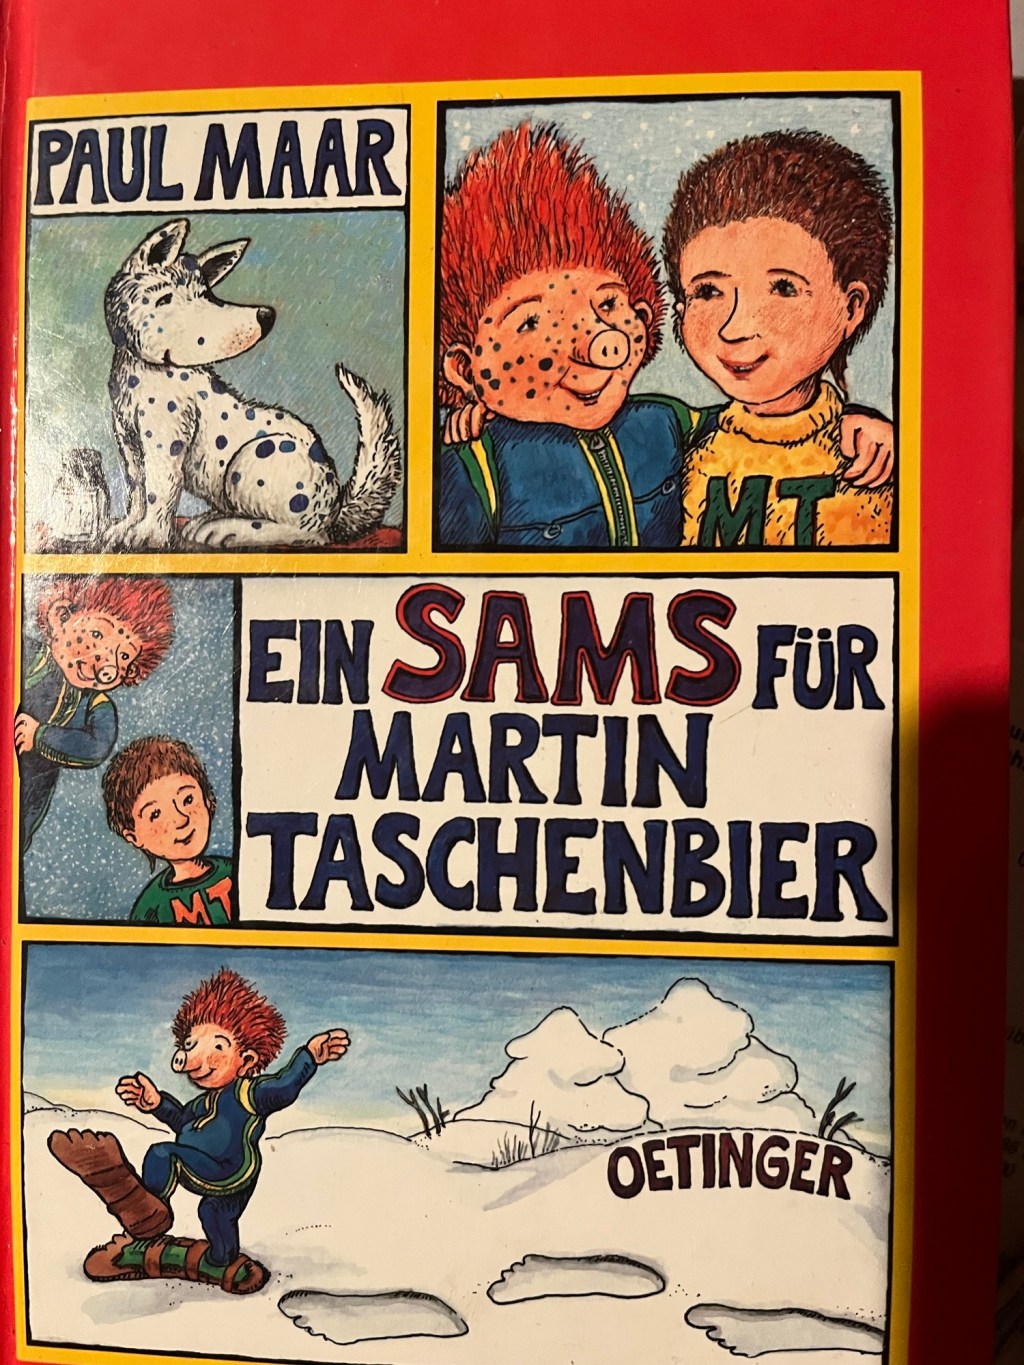 PAUL MAAR
MT
EIN SAMS FÜR
MARTIN
TASCHENBIER
MT
OETINGER